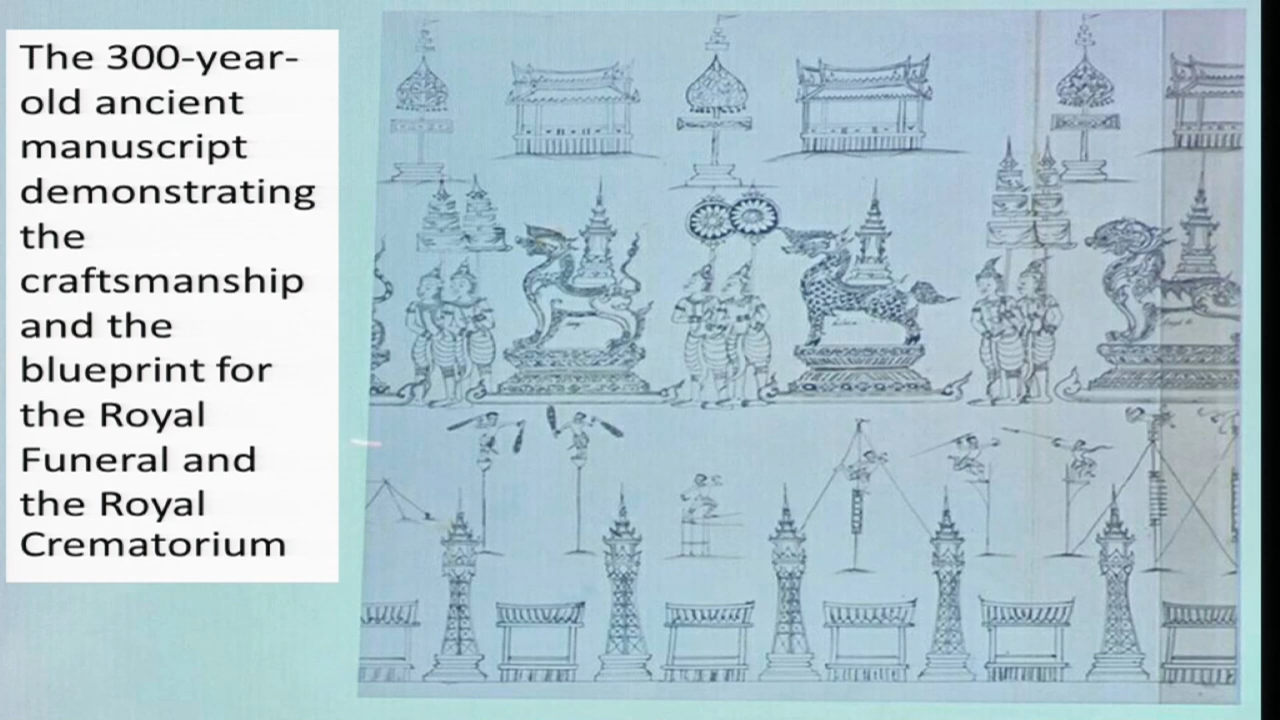 The 300-year-
old ancient
manuscript
demonstrating
the
craftsmanship
and the
blueprint for
the Royal
Funeral and
the Royal
Crematorium